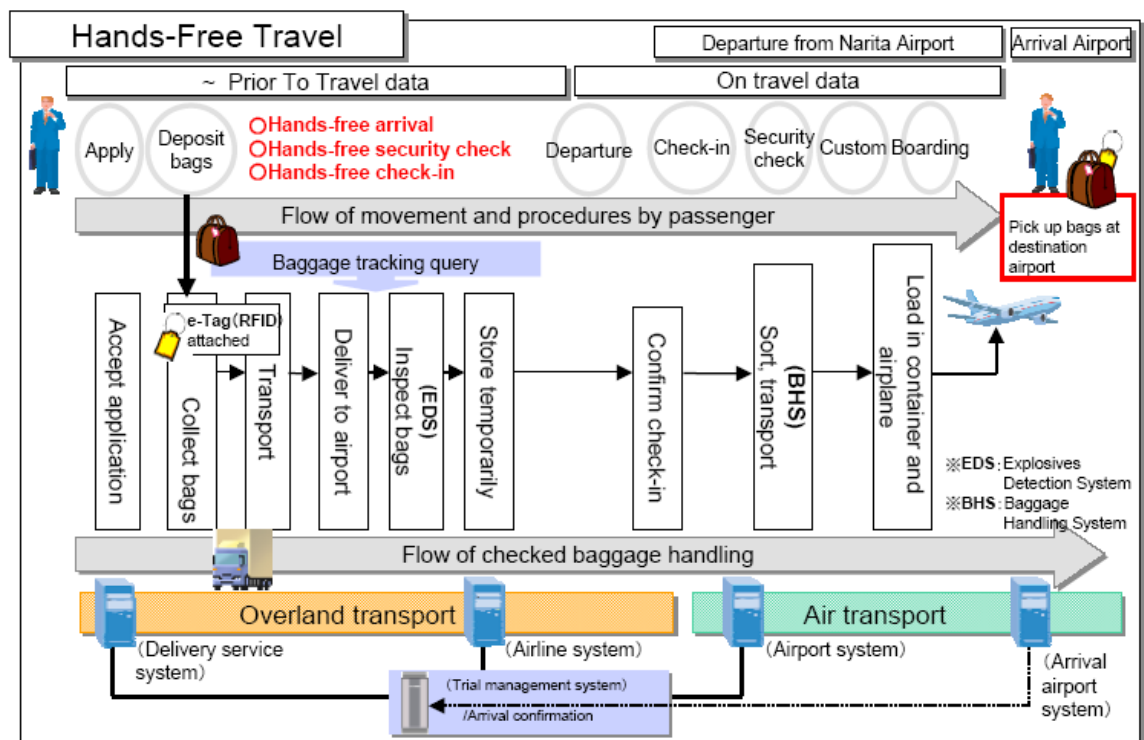 Hands-Free Travel
Departure from Narita Airport
Arrival Airport
~ Prior To Travel data
On travel data
Apply
Deposit
bags
○Hands-free arrival
○Hands-free security check
○Hands-free check-in
Departure
Check-in
Security
check
Custom
Boarding
Flow of movement and procedures by passenger
Pick up bags at
destination
airport
Baggage tracking query
e-Tag(RFID)
attached
Accept application
Collect bags
Transport
Deliver to airport
Inspect bags
(EDS)
Store temporarily
Confirm check-in
Sort, transport
(BHS)
Load in container and
airplane
※EDS:Explosives
Detection System
※BHS:Baggage
Handling System
Flow of checked baggage handling
Overland transport
Air transport
(Delivery service
system)
(Airline system)
(Airport system)
(Arrival
airport
system)
(Trial management system)
/Arrival confirmation